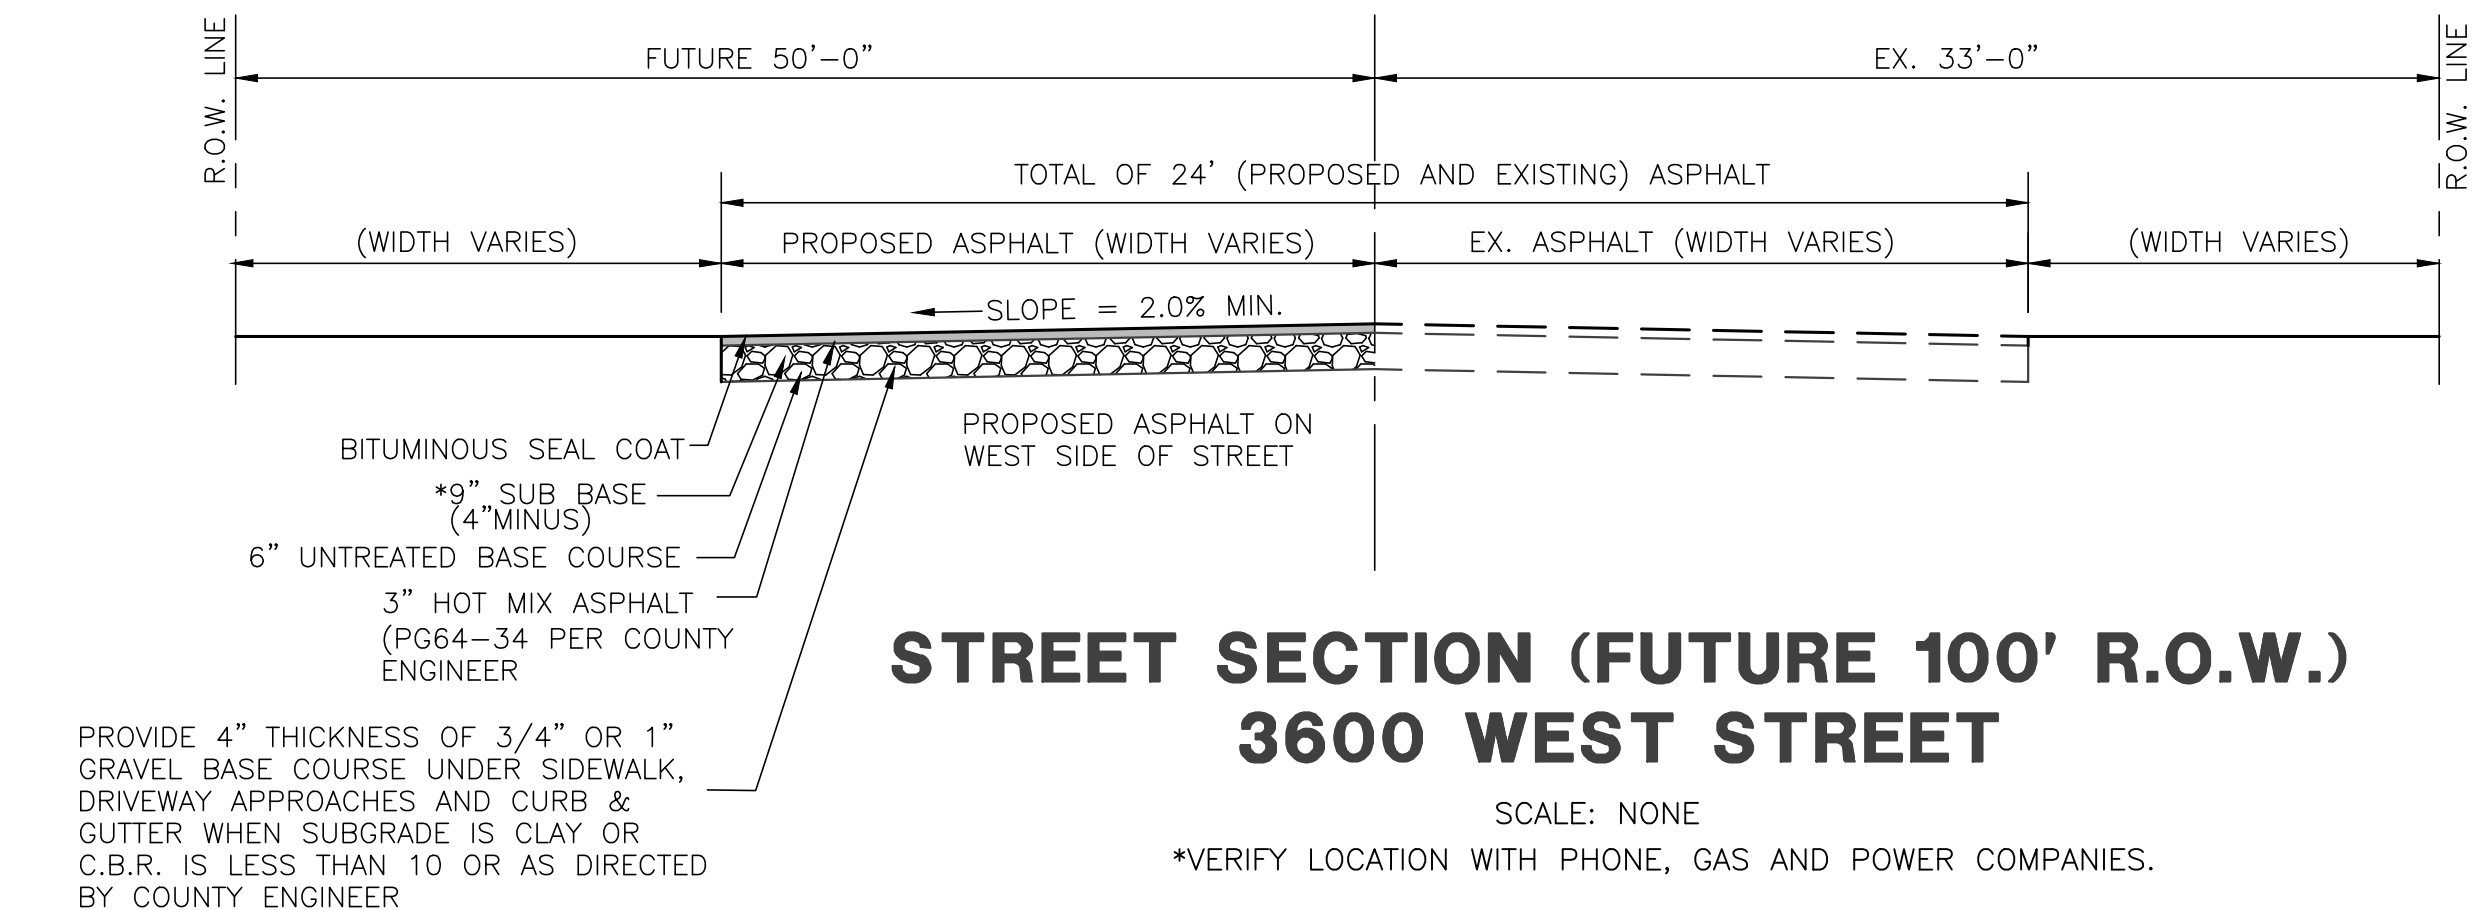 R.O.W. LINE
FUTURE 50'-0"
EX. 33'-0"
R.O.W. LINE
TOTAL OF 24' (PROPOSED AND EXISTING) ASPHALT
(WIDTH VARIES)
PROPOSED ASPHALT (WIDTH VARIES)
EX. ASPHALT (WIDTH VARIES)
(WIDTH VARIES)
SLOPE = 2.0% MIN.
PROPOSED ASPHALT ON
WEST SIDE OF STREET
BITUMINOUS SEAL COAT
*9" SUB BASE
(4"MINUS)
6" UNTREATED BASE COURSE
3" HOT MIX ASPHALT
(PG64-34 PER COUNTY
ENGINEER
PROVIDE 4" THICKNESS OF 3/4" OR 1"
GRAVEL BASE COURSE UNDER SIDEWALK,
DRIVEWAY APPROACHES AND CURB &
GUTTER WHEN SUBGRADE IS CLAY OR
C.B.R. IS LESS THAN 10 OR AS DIRECTED
BY COUNTY ENGINEER
STREET SECTION (FUTURE 100' R.O.W.)
3600 WEST STREET
SCALE: NONE
*VERIFY LOCATION WITH PHONE, GAS AND POWER COMPANIES.